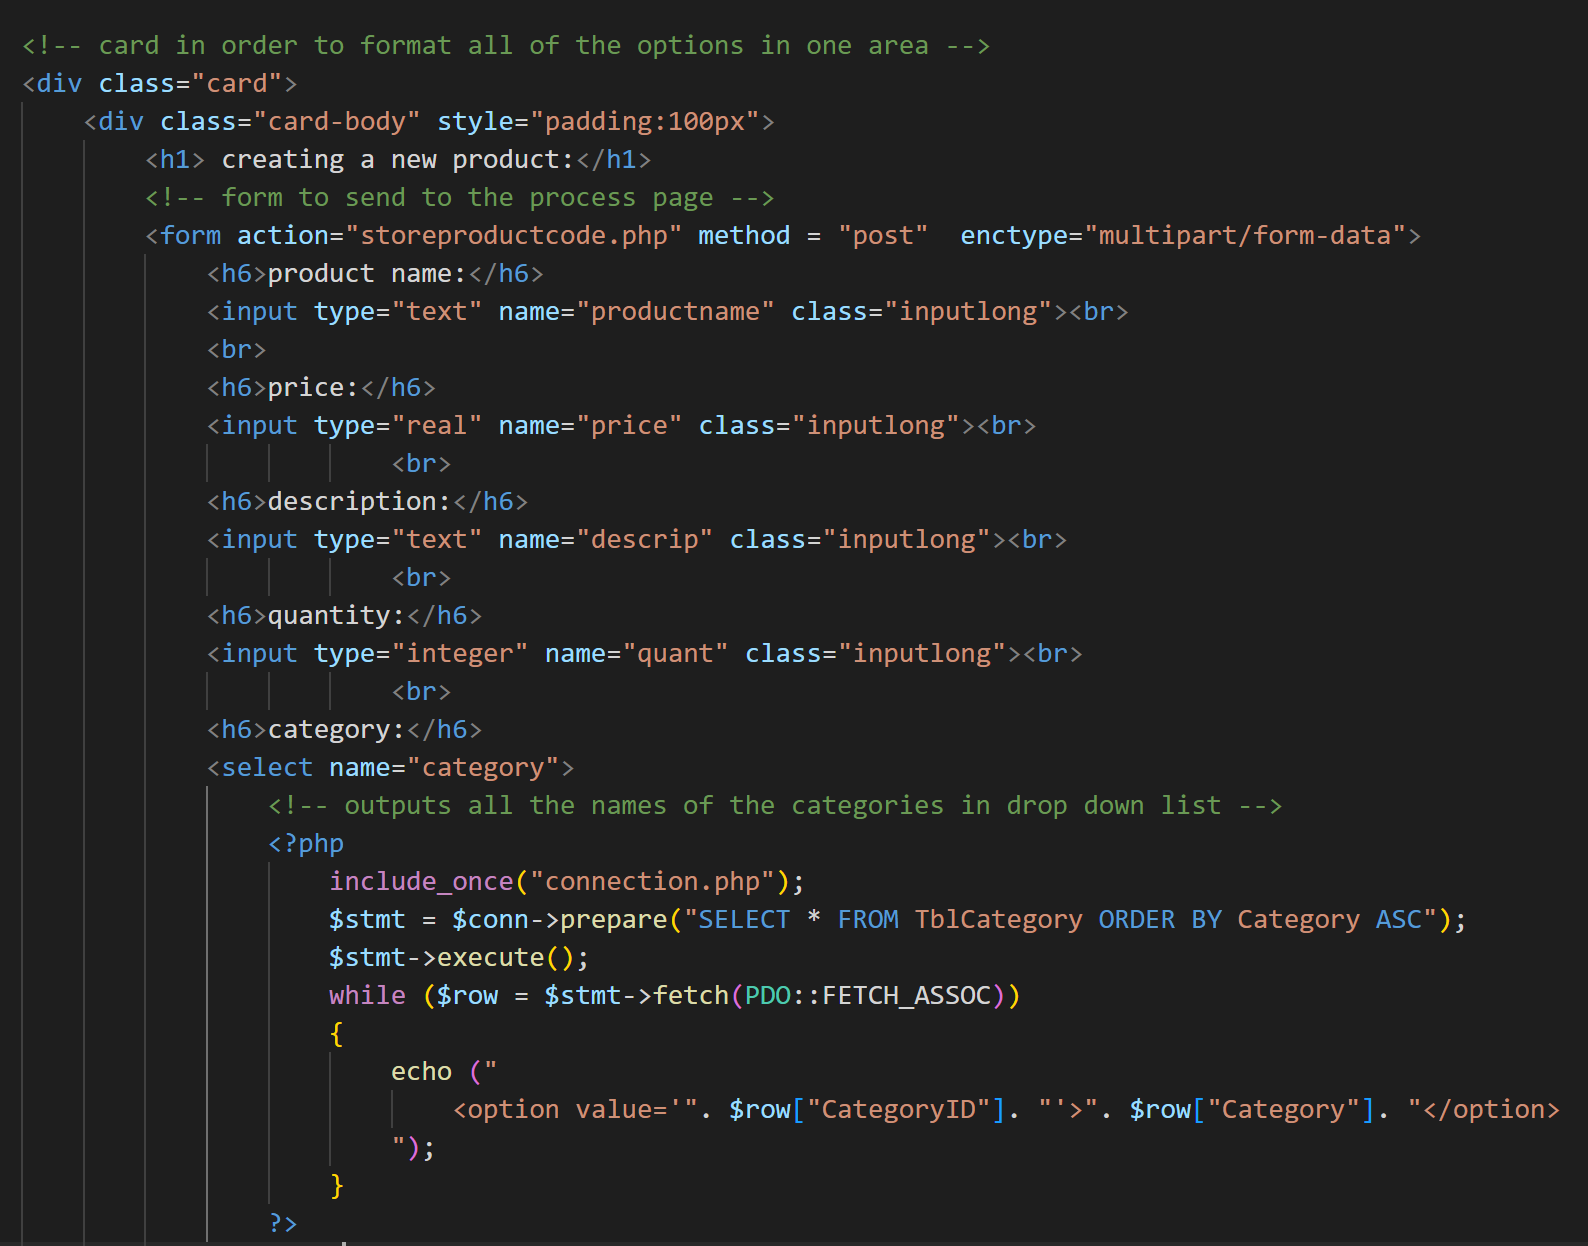 <!-- card in order to format all of the options in one area -->
<div class="card">
<div class="card-body" style="padding:100px">
<h1> creating a new product:</h1>
<!-- form to send to the process page -->
<form action="storeproductcode.php" method = "post"  enctype="multipart/form-data">
<h6>product name:</h6>
<input type="text" name="productname" class="inputlong"><br>
<br>
<h6>price:</h6>
<input type="real" name="price" class="inputlong"><br>
<br>
<h6>description:</h6>
<input type="text" name="descrip" class="inputlong"><br>
<br>
<h6>quantity:</h6>
<input type="integer" name="quant" class="inputlong"><br>
<br>
<h6>category:</h6>
<select name="category">
<!-- outputs all the names of the categories in drop down list -->
<?php
include_once("connection.php");
$stmt = $conn->prepare("SELECT * FROM TblCategory ORDER BY Category ASC");
$stmt->execute();
while ($row = $stmt->fetch(PDO::FETCH_ASSOC))
{
echo ("
<option value='". $row["CategoryID"]. "'>". $row["Category"]. "</option>
");
}
?>